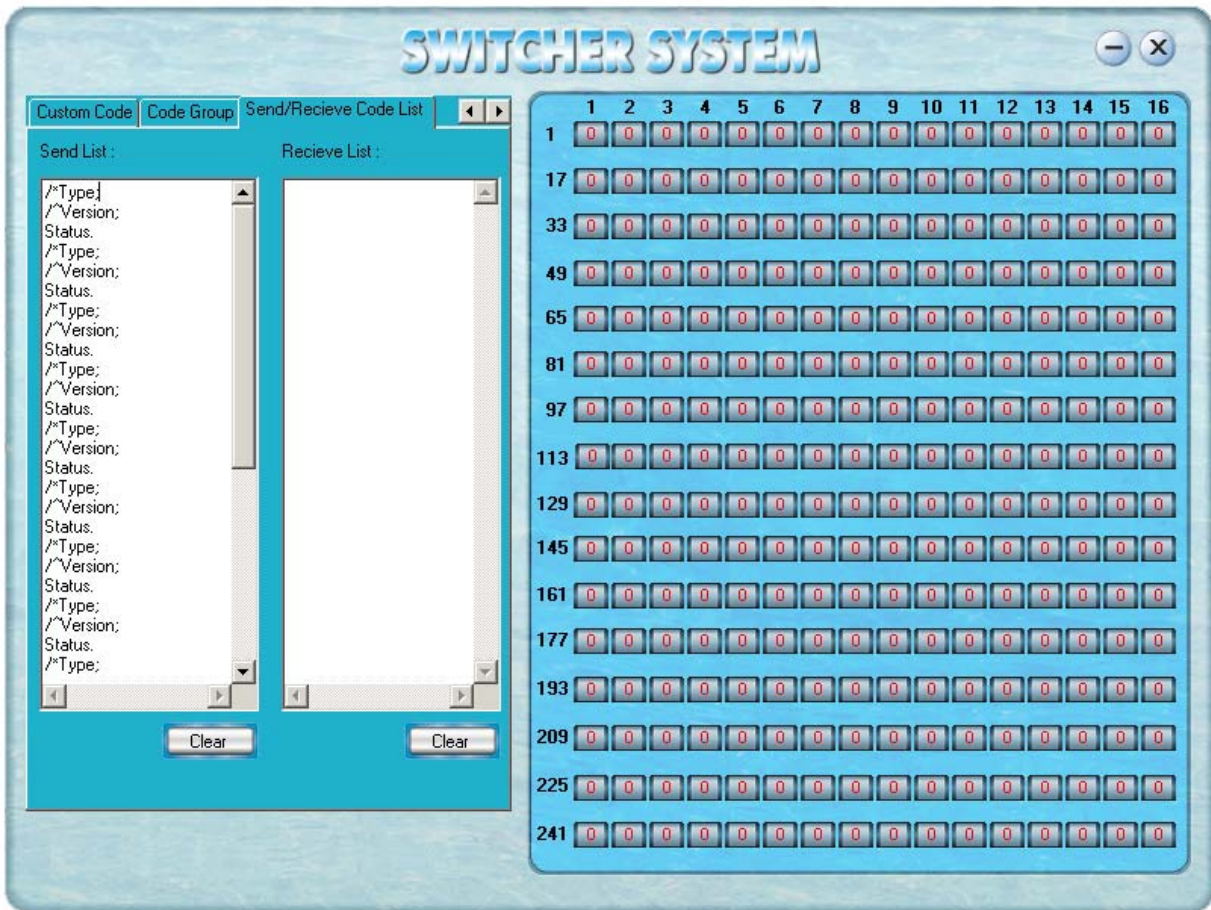 SWITCHER SYSTEM
Custom Code Code Group Send/Recieve Code List
Send List : Recieve List :
/*Type;
/^Version;
Status.
/*Type;
/^Version;
Status.
/*Type;
/^Version;
Status.
/*Type;
/^Version;
Status.
/*Type;
/^Version;
Status.
/*Type;
/^Version;
Status.
/*Type;
/^Version;
Status.
/*Type;
/^Version;
Status.
/*Type;
Clear Clear
1 2 3 4 5 6 7 8 9 10 11 12 13 14 15 16
1 0 0 0 0 0 0 0 0 0 0 0 0 0 0 0 0
17 0 0 0 0 0 0 0 0 0 0 0 0 0 0 0 0
33 0 0 0 0 0 0 0 0 0 0 0 0 0 0 0 0
49 0 0 0 0 0 0 0 0 0 0 0 0 0 0 0 0
65 0 0 0 0 0 0 0 0 0 0 0 0 0 0 0 0
81 0 0 0 0 0 0 0 0 0 0 0 0 0 0 0 0
97 0 0 0 0 0 0 0 0 0 0 0 0 0 0 0 0
113 0 0 0 0 0 0 0 0 0 0 0 0 0 0 0 0
129 0 0 0 0 0 0 0 0 0 0 0 0 0 0 0 0
145 0 0 0 0 0 0 0 0 0 0 0 0 0 0 0 0
161 0 0 0 0 0 0 0 0 0 0 0 0 0 0 0 0
177 0 0 0 0 0 0 0 0 0 0 0 0 0 0 0 0
193 0 0 0 0 0 0 0 0 0 0 0 0 0 0 0 0
209 0 0 0 0 0 0 0 0 0 0 0 0 0 0 0 0
225 0 0 0 0 0 0 0 0 0 0 0 0 0 0 0 0
241 0 0 0 0 0 0 0 0 0 0 0 0 0 0 0 0